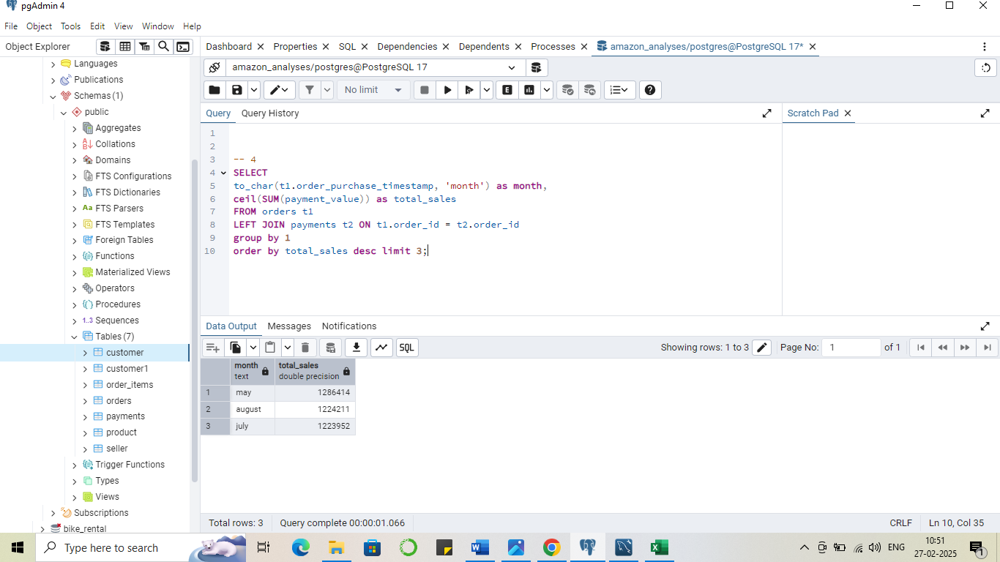 pgAdmin 4
File Object Tools Edit View Window Help
Object Explorer
Dashboard Properties SQL Dependencies Dependents Processes amazon_analyses/postgres@PostgreSQL 17*
amazon_analyses/postgres@PostgreSQL 17
No limit
E
Query Query History
Scratch Pad
Languages
Publications
Schemas (1)
public
Aggregates
Collations
Domains
FTS Configurations
FTS Dictionaries
Aa FTS Parsers
FTS Templates
Foreign Tables
Functions
Materialized Views
Operators
Procedures
1..3 Sequences
Tables (7)
customer
customer1
order_items
orders
payments
product
seller
Trigger Functions
Types
Views
Subscriptions
bike_rental
1
2
3 -- 4
4 SELECT
5 to_char(t1.order_purchase_timestamp, 'month') as month,
6 ceil(SUM(payment_value)) as total_sales
7 FROM orders t1
8 LEFT JOIN payments t2 ON t1.order_id = t2.order_id
9 group by 1
10 order by total_sales desc limit 3;
Data Output Messages Notifications
SQL
Showing rows: 1 to 3 Page No: 1 of 1
month total_sales
text double precision
1 may 1286414
2 august 1224211
3 july 1223952
Total rows: 3 Query complete 00:00:01.066 CRLF Ln 10, Col 35
Type here to search
ENG
10:51
27-02-2025
1